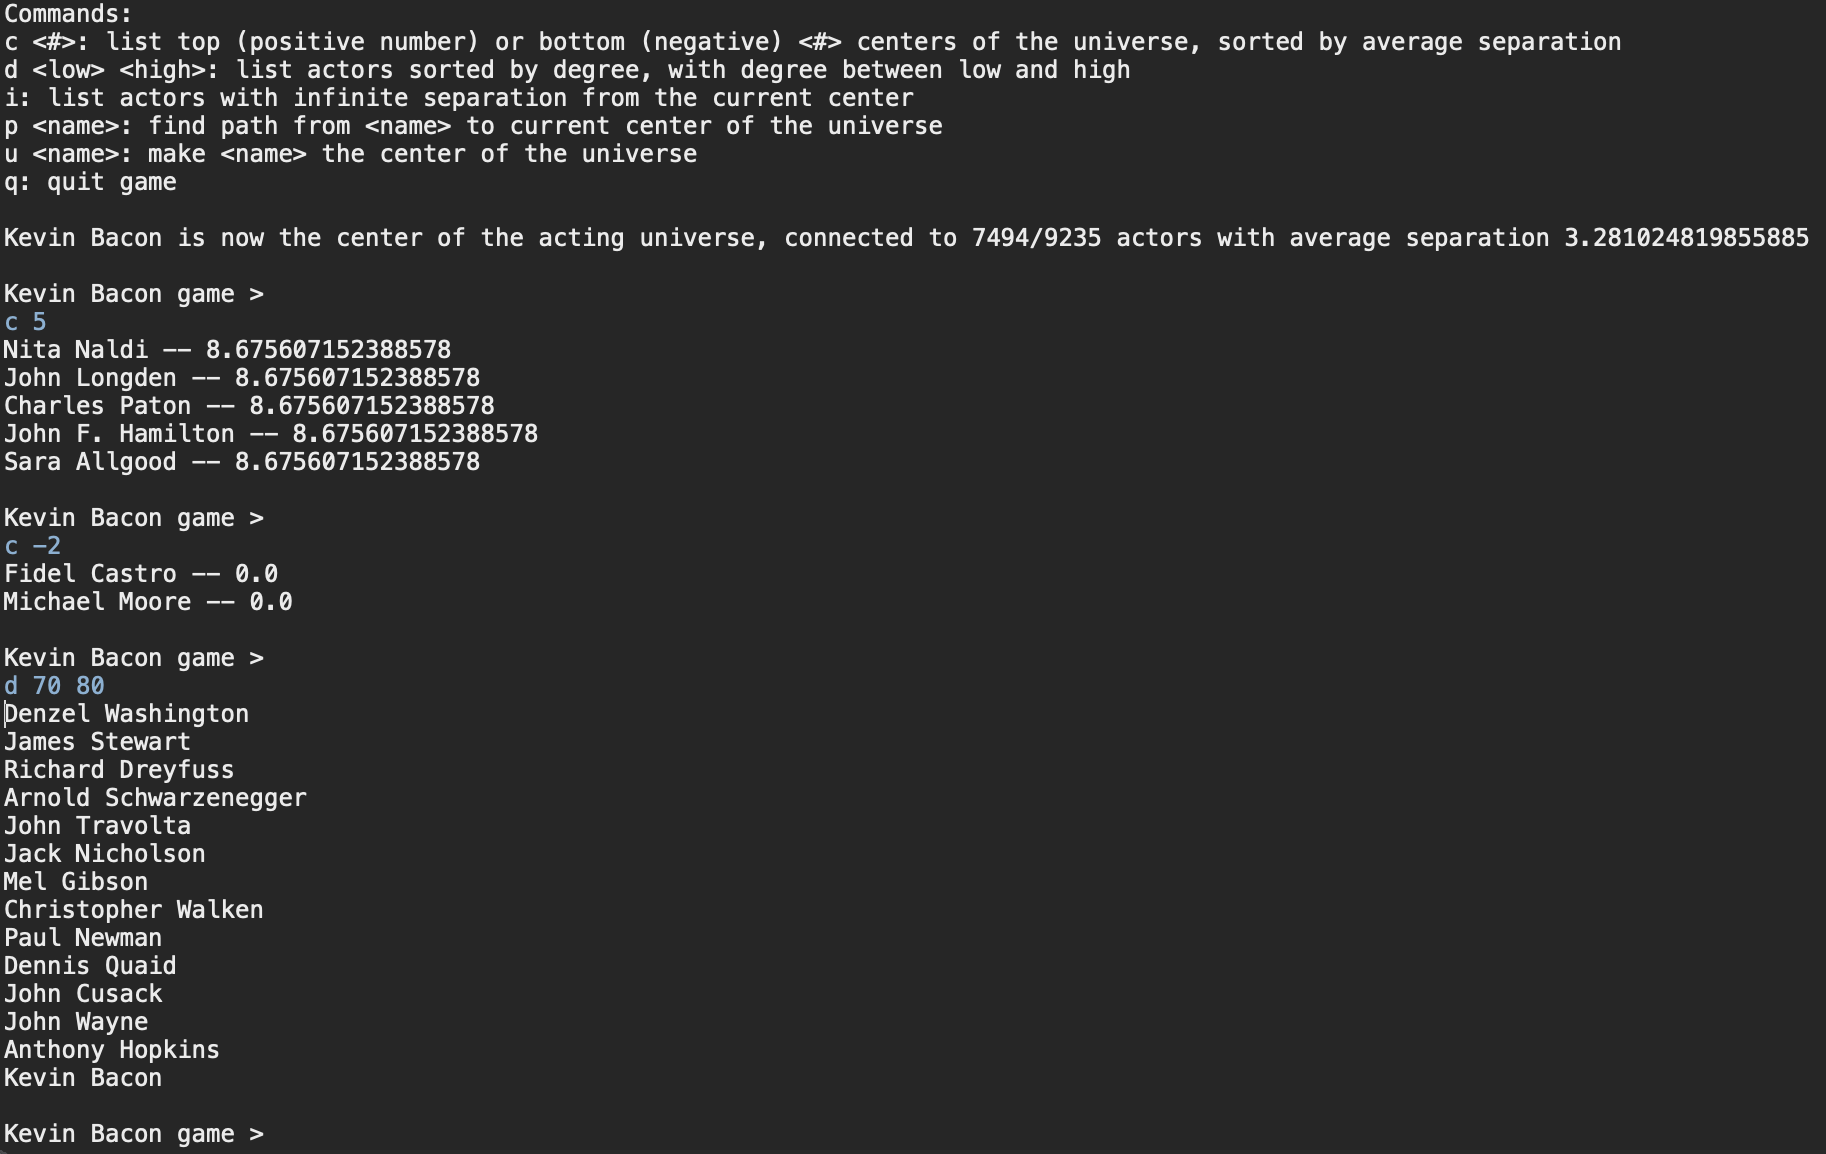 Commands:
c <#>: list top (positive number) or bottom (negative) <#> centers of the universe, sorted by average separation
d <low> <high>: list actors sorted by degree, with degree between low and high
i: list actors with infinite separation from the current center
p <name>: find path from <name> to current center of the universe
u <name>: make <name> the center of the universe
q: quit game
Kevin Bacon is now the center of the acting universe, connected to 7494/9235 actors with average separation 3.281024819855885
Kevin Bacon game >
c 5
Nita Naldi -- 8.675607152388578
John Longden -- 8.675607152388578
Charles Paton -- 8.675607152388578
John F. Hamilton -- 8.675607152388578
Sara Allgood -- 8.675607152388578
Kevin Bacon game >
c -2
Fidel Castro -- 0.0
Michael Moore -- 0.0
Kevin Bacon game >
d 70 80
Denzel Washington
James Stewart
Richard Dreyfuss
Arnold Schwarzenegger
John Travolta
Jack Nicholson
Mel Gibson
Christopher Walken
Paul Newman
Dennis Quaid
John Cusack
John Wayne
Anthony Hopkins
Kevin Bacon
Kevin Bacon game >